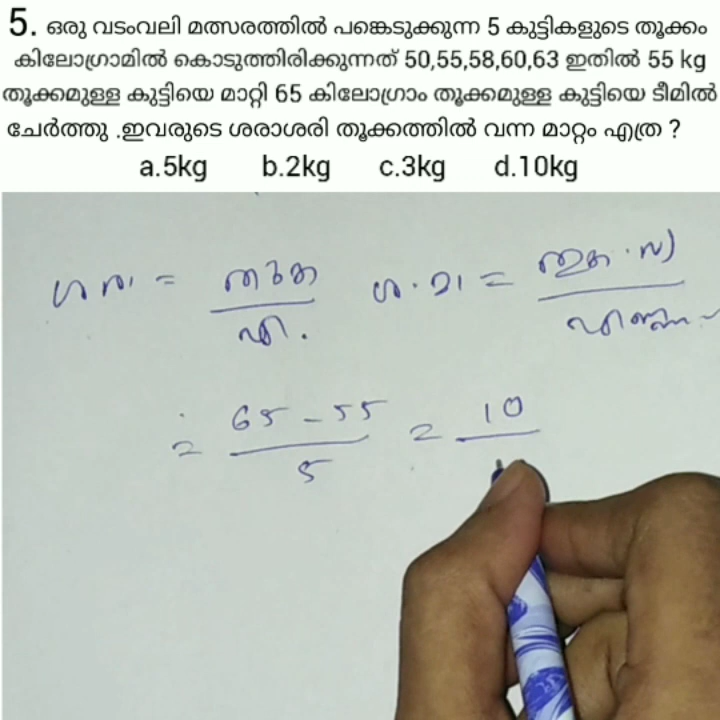 5. ഒരു വടംവലി മത്സരത്തിൽ പങ്കെടുക്കുന്ന 5 കുട്ടികളുടെ തൂക്കം
കിലോഗ്രാമിൽ കൊടുത്തിരിക്കുന്നത് 50,55,58,60,63 ഇതിൽ 55 kg
തൂക്കമുള്ള കുട്ടിയെ മാറ്റി 65 കിലോഗ്രാം തൂക്കമുള്ള കുട്ടിയെ ടീമിൽ
ചേർത്തു .ഇവരുടെ ശരാശരി തൂക്കത്തിൽ വന്ന മാറ്റം എത്ര ?
a.5kg b.2kg c.3kg d.10kg
= തുക ശ. മാ =
എ.
= 65 - 55 = 10
5